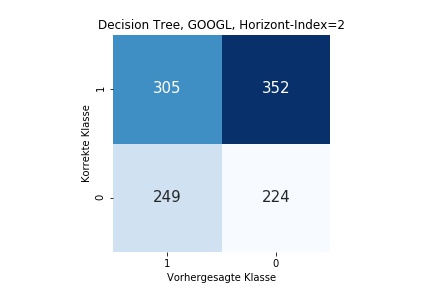 Decision Tree, GOOGL, Horizont-Index=2
Korrekte Klasse
1
305
352
0
249
224
1
0
Vorhergesagte Klasse